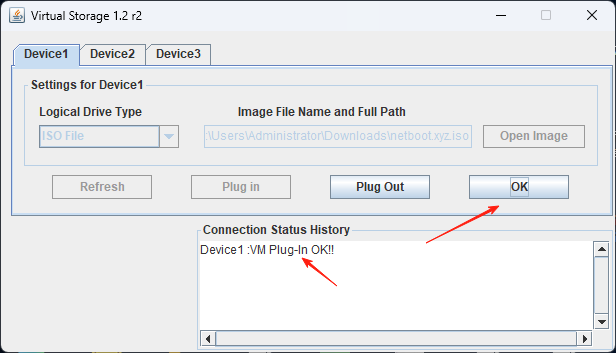 Virtual Storage 1.2 r2
Device1 Device2 Device3
Settings for Device1
Logical Drive Type Image File Name and Full Path
ISO File :\Users\Administrator\Downloads\netboot.xyz.iso Open Image
Refresh Plug in Plug Out OK
Connection Status History
Device1 :VM Plug-In OK!!